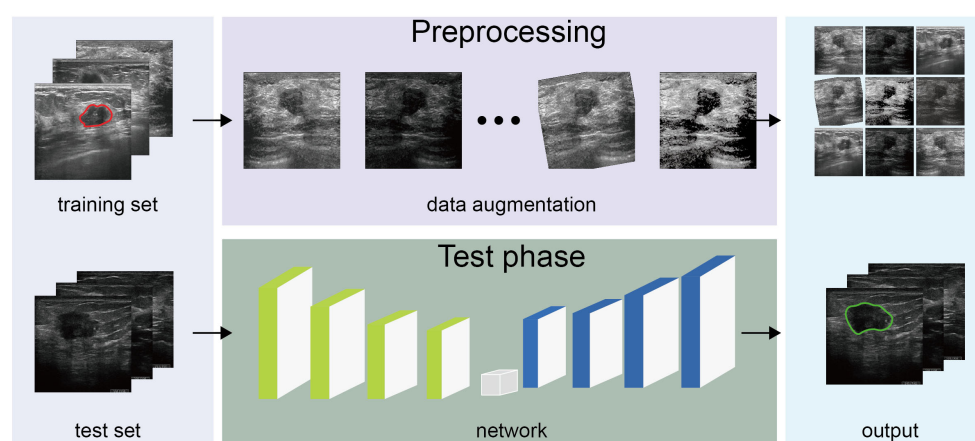 Preprocessing
training set
data augmentation
Test phase
test set
network
output